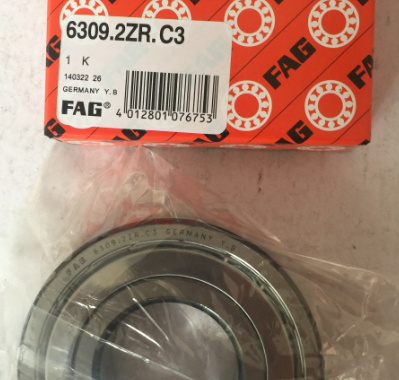 6309.2ZR.C3
1 K
140322 26
GERMANY Y.B
FAG®
4 012801 076753
FAG
FAG
FAG 6309.2ZR.C3 GERMANY Y.B